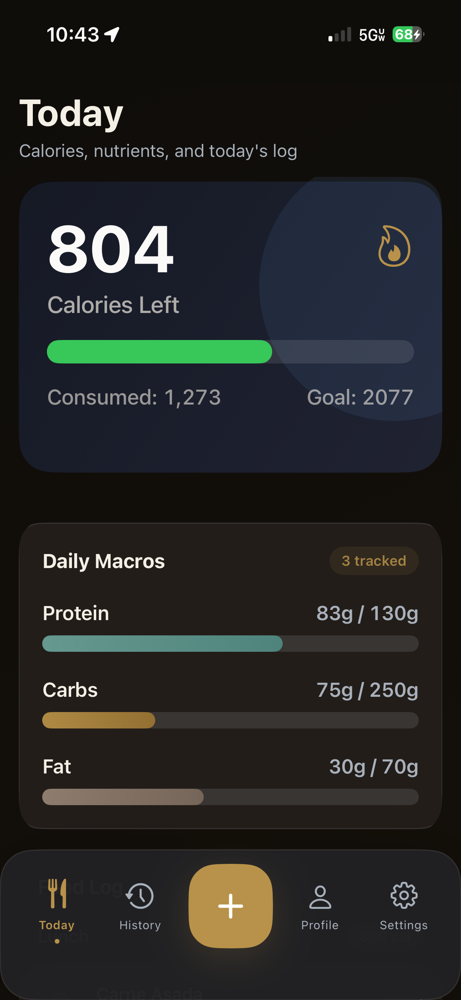 10:43
5G UW 68
Today
Calories, nutrients, and today's log
804
Calories Left
Consumed: 1,273 Goal: 2077
Daily Macros 3 tracked
Protein 83g / 130g
Carbs 75g / 250g
Fat 30g / 70g
Food Log
Today History Profile Settings
Lunch 800 cal
Carne Asada